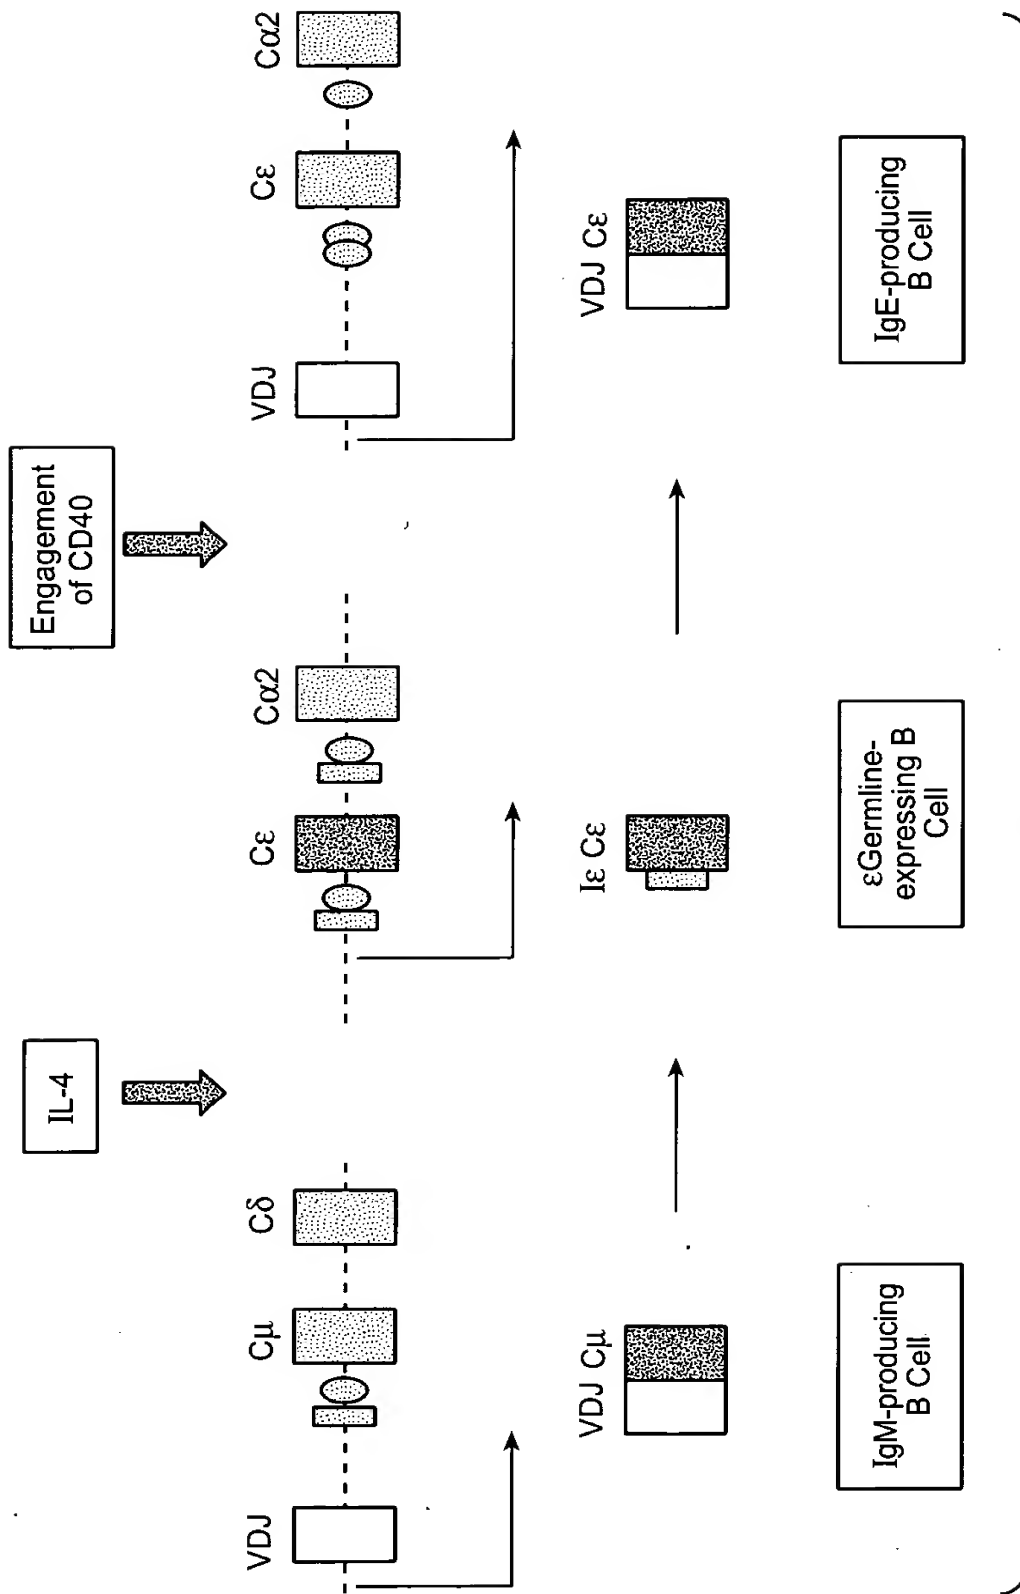 IL-4
Engagement
of CD40
VDJ
Cμ
Cδ
Cε
Cα2
VDJ
Cε
Cα2
VDJ Cμ
Iε Cε
VDJ Cε
IgM-producing
B Cell
εGermline-
expressing B
Cell
IgE-producing
B Cell